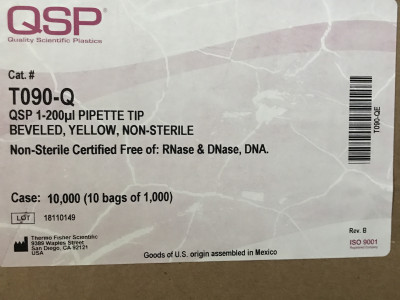 QSP®
Quality Scientific Plastics
Cat. #
T090-Q
QSP 1-200µl PIPETTE TIP
BEVELED, YELLOW, NON-STERILE
Non-Sterile Certified Free of: RNase & DNase, DNA.
Case: 10,000 (10 bags of 1,000)
LOT 18110149
Thermo Fisher Scientific
9389 Waples Street
San Diego, CA 92121
USA
Goods of U.S. origin assembled in Mexico
T090-QE
Rev. B
ISO 9001
Registered Company